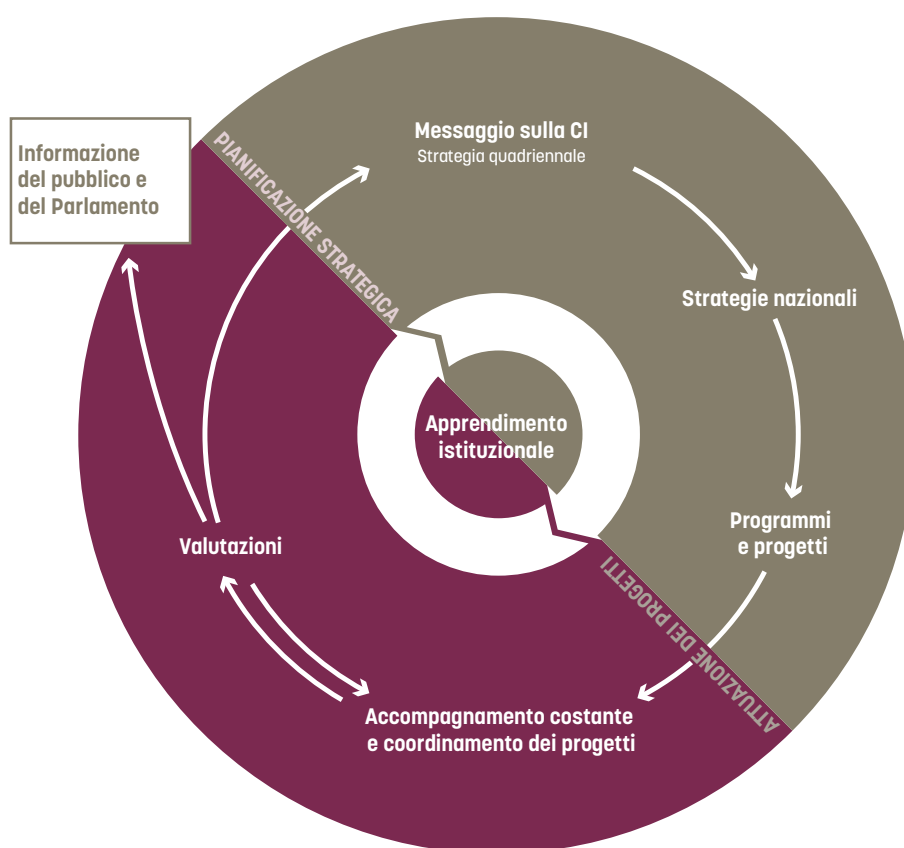 Messaggio sulla CI
Strategia quadriennale
Informazione
del pubblico e
del Parlamento
PIANIFICAZIONE STRATEGICA
Strategie nazionali
Apprendimento
istituzionale
Programmi
e progetti
Valutazioni
ATTUAZIONE DEI PROGETTI
Accompagnamento costante
e coordinamento dei progetti